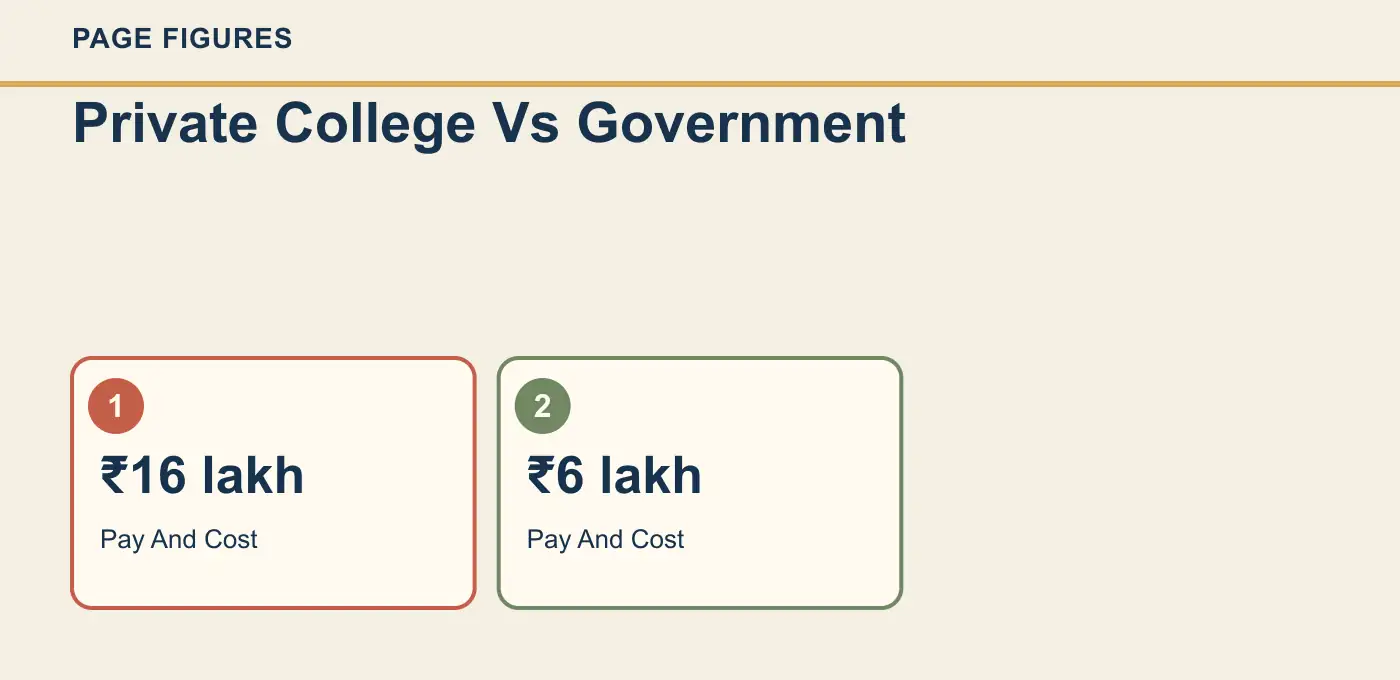 PAGE FIGURES
Private College Vs Government
1
₹16 lakh
Pay And Cost
2
₹6 lakh
Pay And Cost